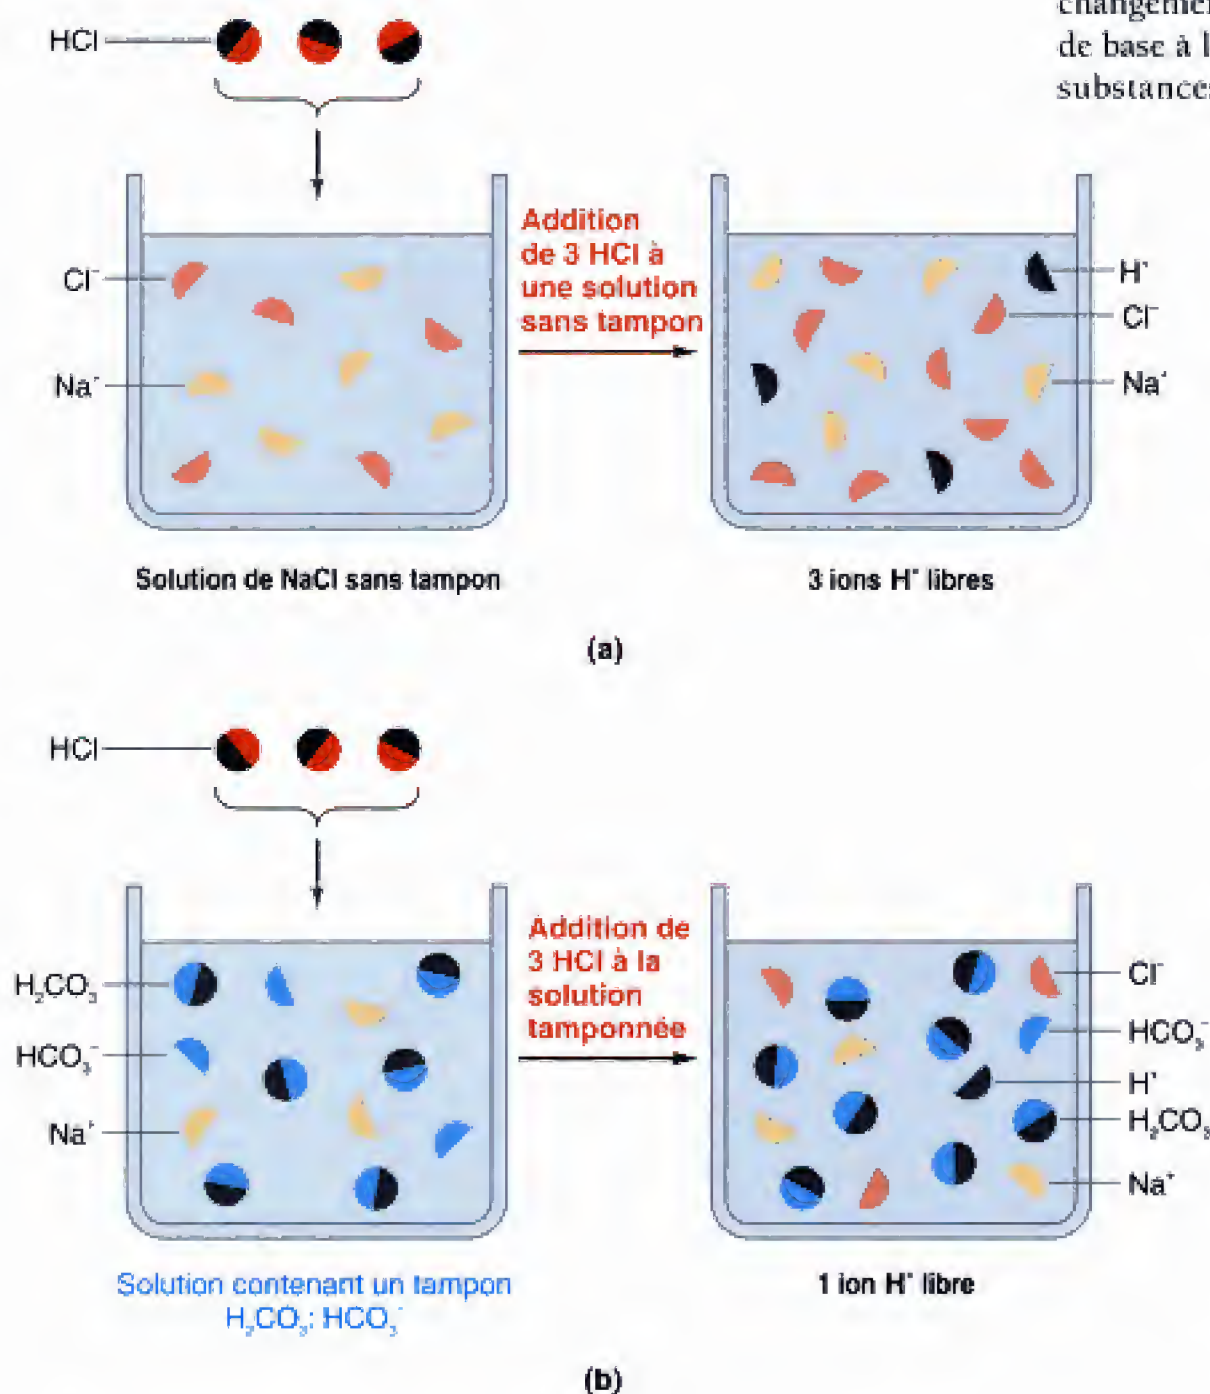 changemen
de base à l
substances
HCl
Addition
de 3 HCl à
une solution
sans tampon
Cl⁻
Na⁺
H⁺
Cl⁻
Na⁺
Solution de NaCl sans tampon
3 ions H⁺ libres
(a)
HCl
Addition de
3 HCl à la
solution
tamponnée
H₂CO₃
HCO₃⁻
Na⁺
Cl⁻
HCO₃⁻
H⁺
H₂CO₃
Na⁺
Solution contenant un tampon
H₂CO₃: HCO₃⁻
1 ion H⁺ libre
(b)